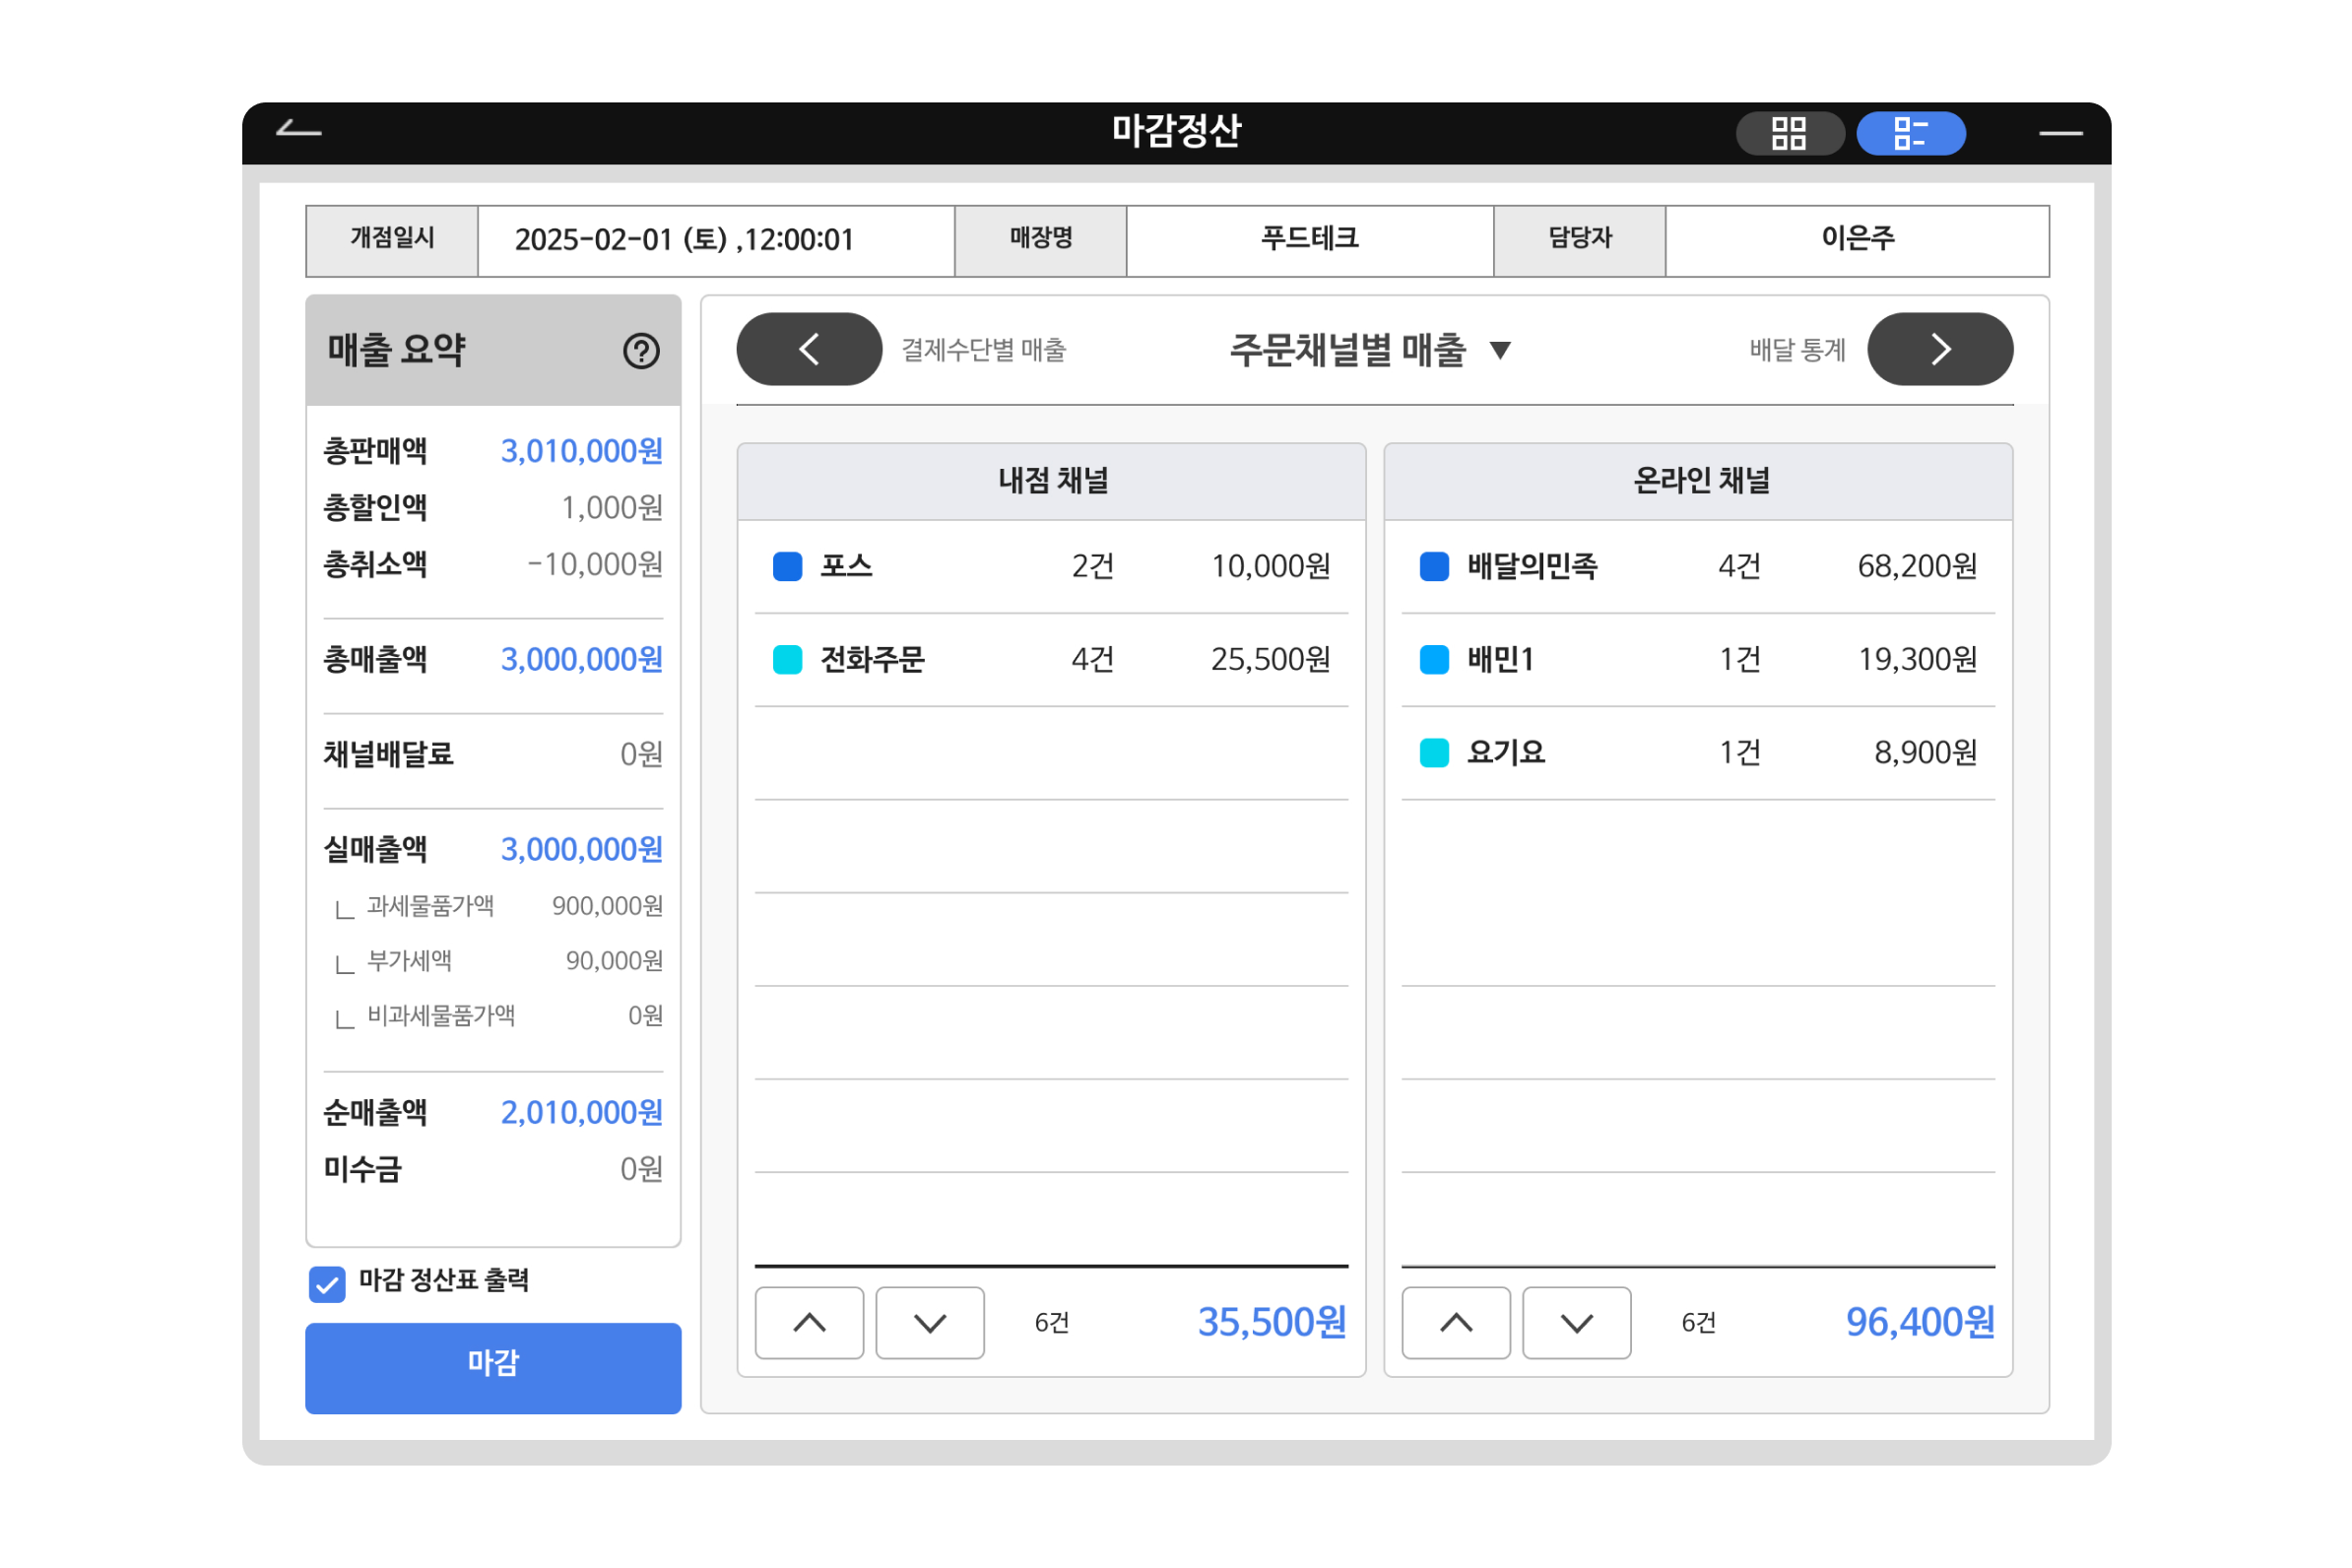 마감정산
개점일시 2025-02-01 (토) ,12:00:01 매장명 푸드테크 담당자 이은주
매출 요약 ?
총판매액 3,010,000원
총할인액 1,000원
총취소액 -10,000원
총매출액 3,000,000원
채널배달료 0원
실매출액 3,000,000원
과세물품가액 900,000원
부가세액 90,000원
비과세물품가액 0원
순매출액 2,010,000원
미수금 0원
마감 정산표 출력
마감
결제수단별 매출 주문채널별 매출 ▼ 배달 통계
내점 채널
포스 2건 10,000원
전화주문 4건 25,500원
6건 35,500원
온라인 채널
배달의민족 4건 68,200원
배민1 1건 19,300원
요기요 1건 8,900원
6건 96,400원